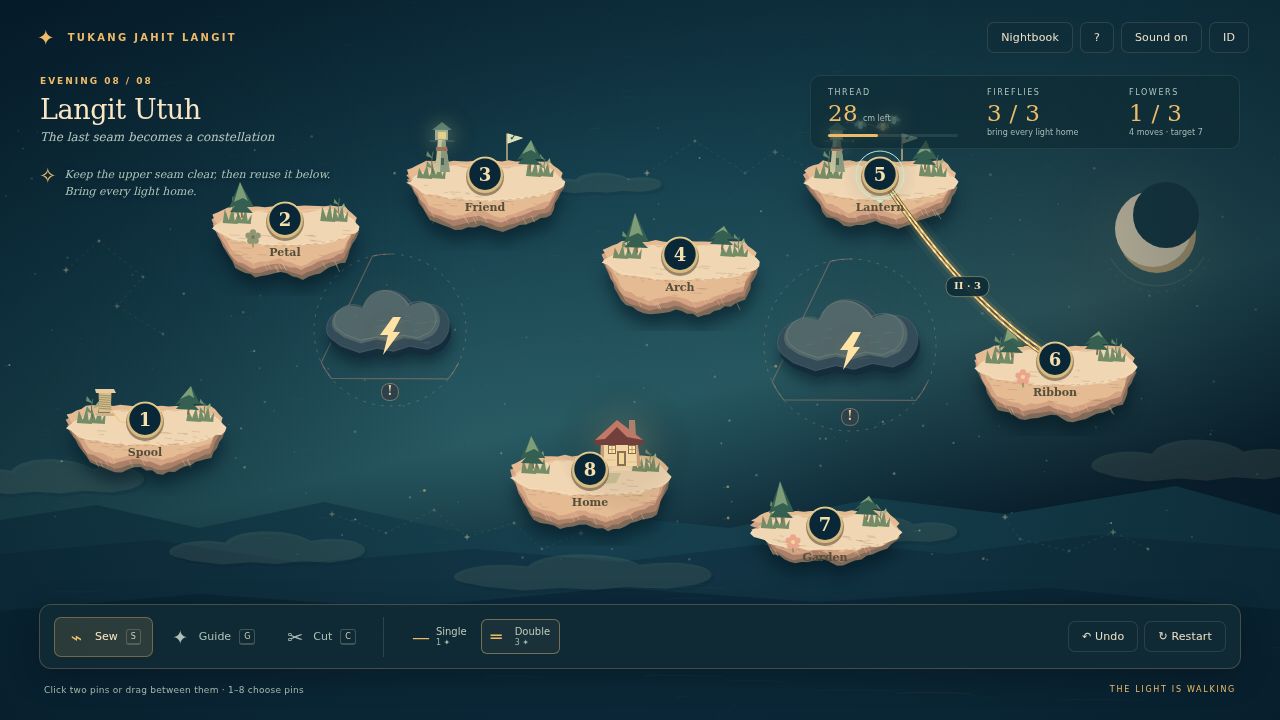 TUKANG JAHIT LANGIT
Nightbook
?
Sound on
ID
EVENING 08 / 08
Langit Utuh
The last seam becomes a constellation
Keep the upper seam clear, then reuse it below.
Bring every light home.
THREAD
28 cm left
FIREFLIES
3 / 3
bring every light home
FLOWERS
1 / 3
4 moves · target 7
3
Friend
5
Lantern
2
Petal
4
Arch
II · 3
6
Ribbon
!
!
1
Spool
8
Home
7
Garden
Sew S
Guide G
Cut C
Single
1 ✦
Double
3 ✦
↶ Undo
↻ Restart
Click two pins or drag between them · 1–8 choose pins
THE LIGHT IS WALKING